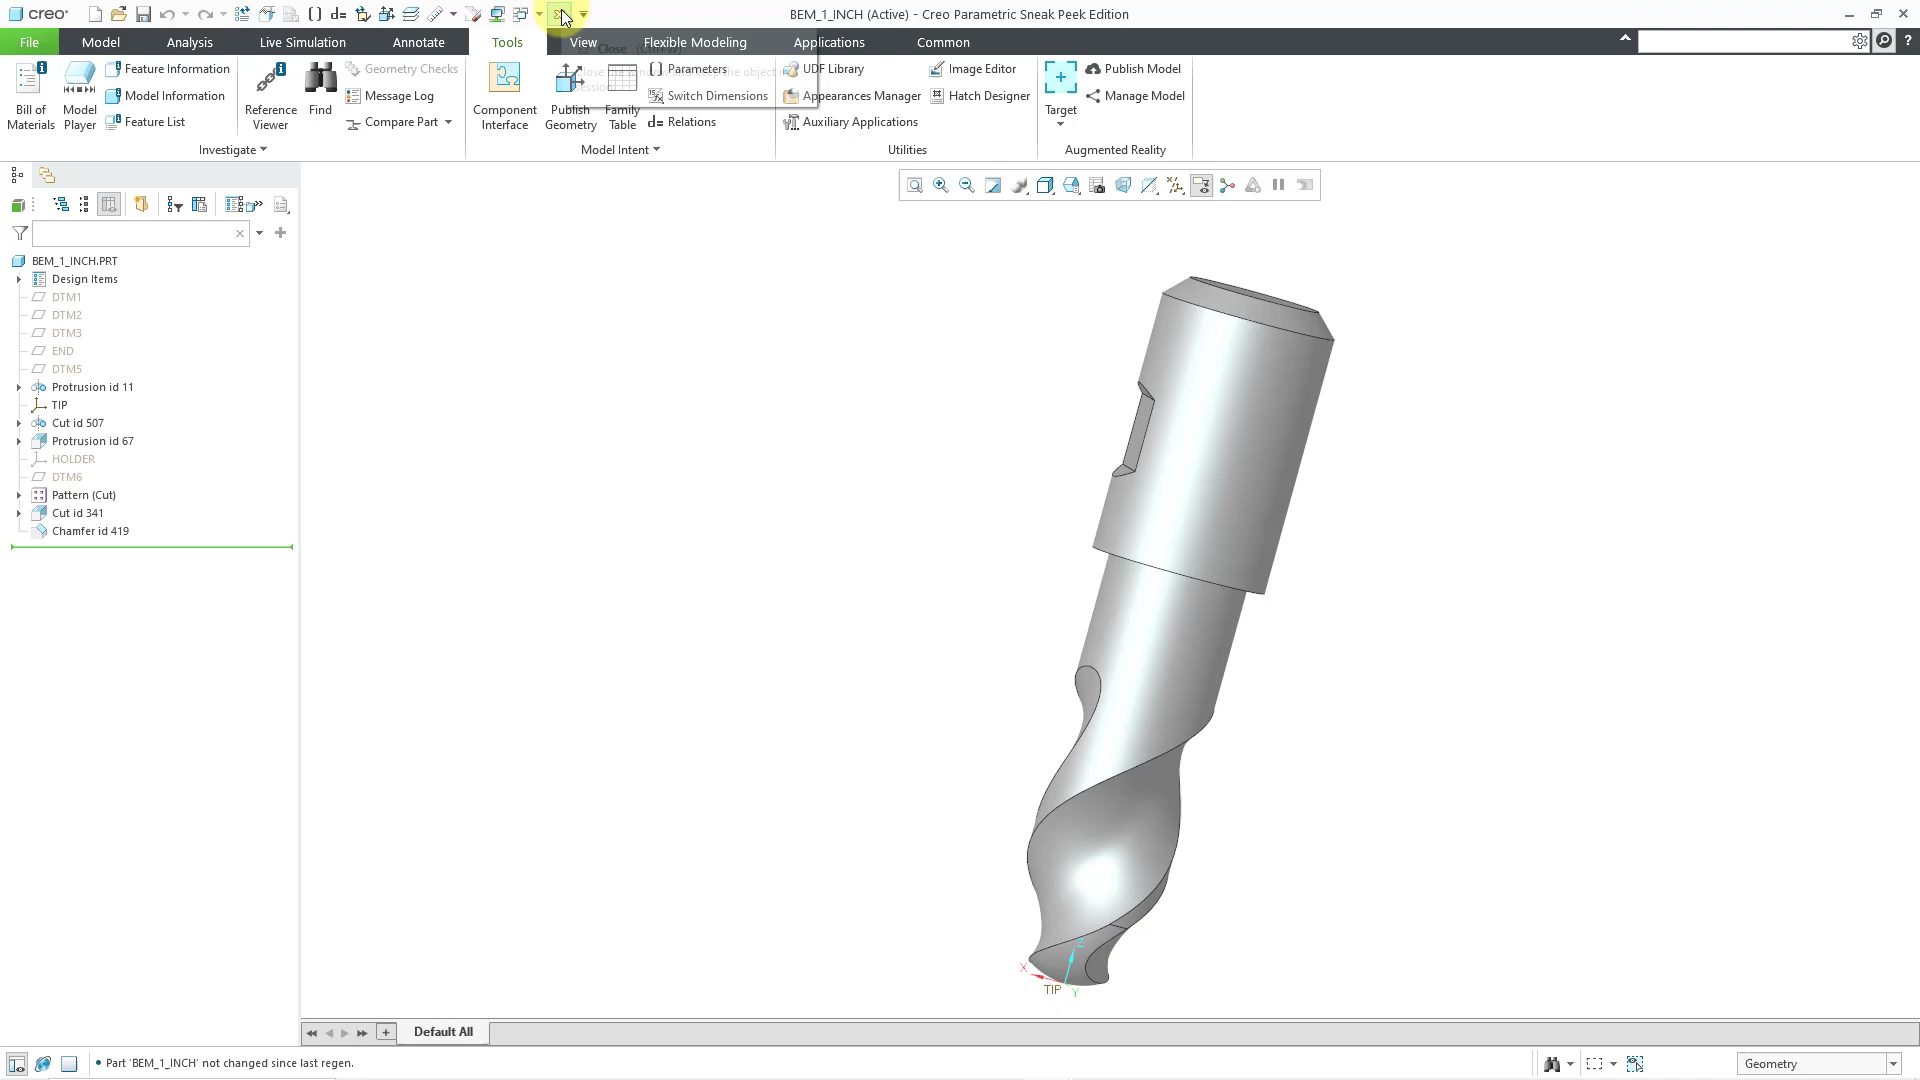 creo
BEM_1_INCH (Active) - Creo Parametric Sneak Peek Edition
File
Model
Analysis
Live Simulation
Annotate
Tools
View
Flexible Modeling
Applications
Common
Close (Ctrl+W)
Bill of Materials
Model Player
Feature Information
Model Information
Feature List
Reference Viewer
Find
Geometry Checks
Message Log
Compare Part
Investigate
Component Interface
Publish Geometry
Family Table
Parameters
Switch Dimensions
d= Relations
Model Intent
UDF Library
Appearances Manager
Auxiliary Applications
Image Editor
Hatch Designer
Utilities
Target
Publish Model
Manage Model
Augmented Reality
BEM_1_INCH.PRT
Design Items
DTM1
DTM2
DTM3
END
DTM5
Protrusion id 11
TIP
Cut id 507
Protrusion id 67
HOLDER
DTM6
Pattern (Cut)
Cut id 341
Chamfer id 419
Z
X
TIP
Y
Default All
• Part 'BEM_1_INCH' not changed since last regen.
Geometry